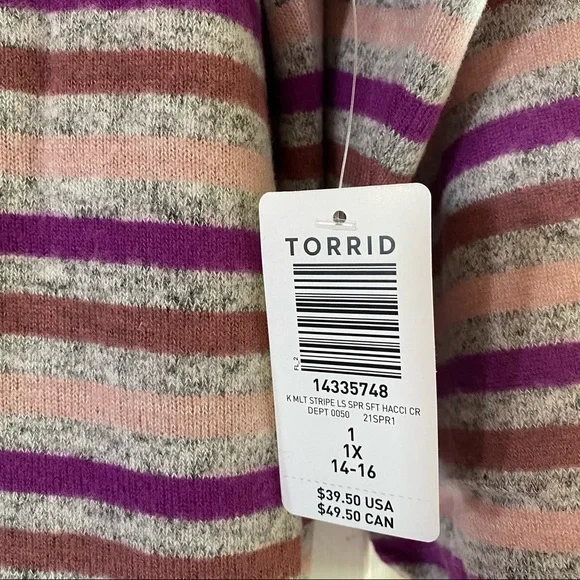 TORRID
FL_2
14335748
K MLT STRIPE LS SPR SFT HACCI CR
DEPT 0050 21SPR1
1
1X
14-16
$39.50 USA
$49.50 CAN